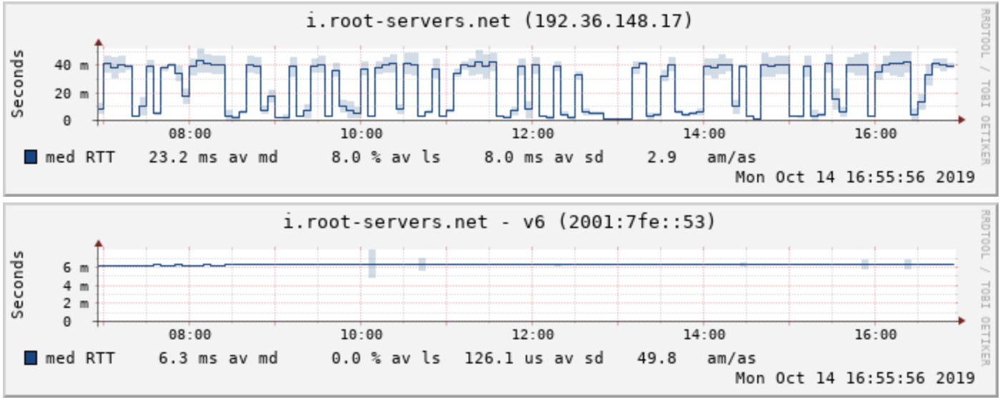 i.root-servers.net (192.36.148.17)
RRDTOOL / TOBI OETIKER
Seconds
40 m
20 m
0
08:00 10:00 12:00 14:00 16:00
med RTT 23.2 ms av md 8.0 % av ls 8.0 ms av sd 2.9 am/as
Mon Oct 14 16:55:56 2019
i.root-servers.net - v6 (2001:7fe::53)
RRDTOOL / TOBI OETIKER
Seconds
6 m
4 m
2 m
0
08:00 10:00 12:00 14:00 16:00
med RTT 6.3 ms av md 0.0 % av ls 126.1 us av sd 49.8 am/as
Mon Oct 14 16:55:56 2019